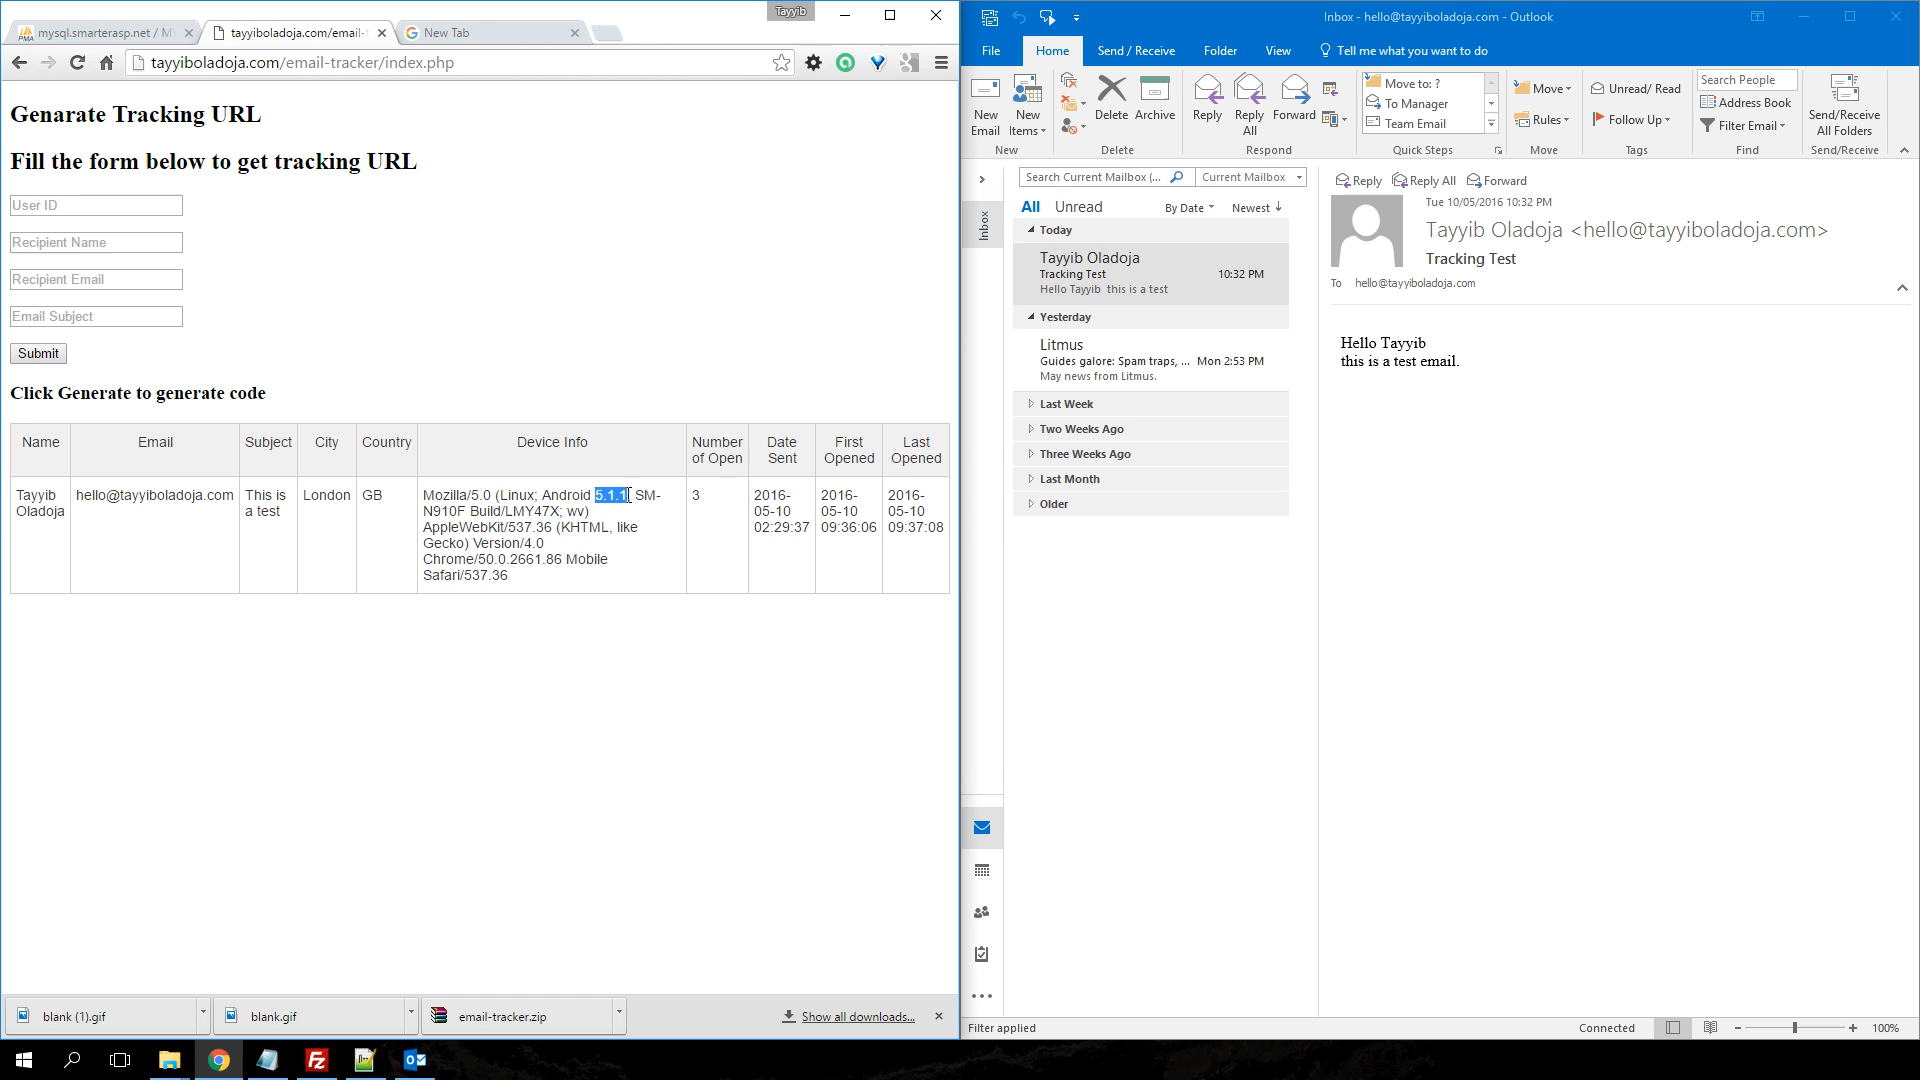 Tayyib
mysql.smarterasp.net / M
tayyiboladoja.com/email-t
New Tab
tayyiboladoja.com/email-tracker/index.php
Genarate Tracking URL
Fill the form below to get tracking URL
User ID
Recipient Name
Recipient Email
Email Subject
Submit
Click Generate to generate code
Name Email Subject City Country Device Info Number of Open Date Sent First Opened Last Opened
Tayyib Oladoja
hello@tayyiboladoja.com
This is a test
London
GB
Mozilla/5.0 (Linux; Android 5.1.1; SM-
N910F Build/LMY47X; wv)
AppleWebKit/537.36 (KHTML, like
Gecko) Version/4.0
Chrome/50.0.2661.86 Mobile
Safari/537.36
3
2016-
05-10
02:29:37
2016-
05-10
09:36:06
2016-
05-10
09:37:08
blank (1).gif
blank.gif
email-tracker.zip
Show all downloads...
Inbox - hello@tayyiboladoja.com - Outlook
File Home Send / Receive Folder View Tell me what you want to do
New Email
New Items
New
Delete
Archive
Delete
Reply
Reply All
Forward
Respond
Move to: ?
To Manager
Team Email
Quick Steps
Move
Rules
Move
Unread/ Read
Follow Up
Tags
Search People
Address Book
Filter Email
Find
Send/Receive All Folders
Send/Receive
Inbox
Search Current Mailbox (...
Current Mailbox
All Unread By Date Newest
Today
Tayyib Oladoja
Tracking Test 10:32 PM
Hello Tayyib this is a test
Yesterday
Litmus
Guides galore: Spam traps, ... Mon 2:53 PM
May news from Litmus.
Last Week
Two Weeks Ago
Three Weeks Ago
Last Month
Older
Reply Reply All Forward
Tue 10/05/2016 10:32 PM
Tayyib Oladoja <hello@tayyiboladoja.com>
Tracking Test
To hello@tayyiboladoja.com
Hello Tayyib
this is a test email.
Filter applied
Connected
100%